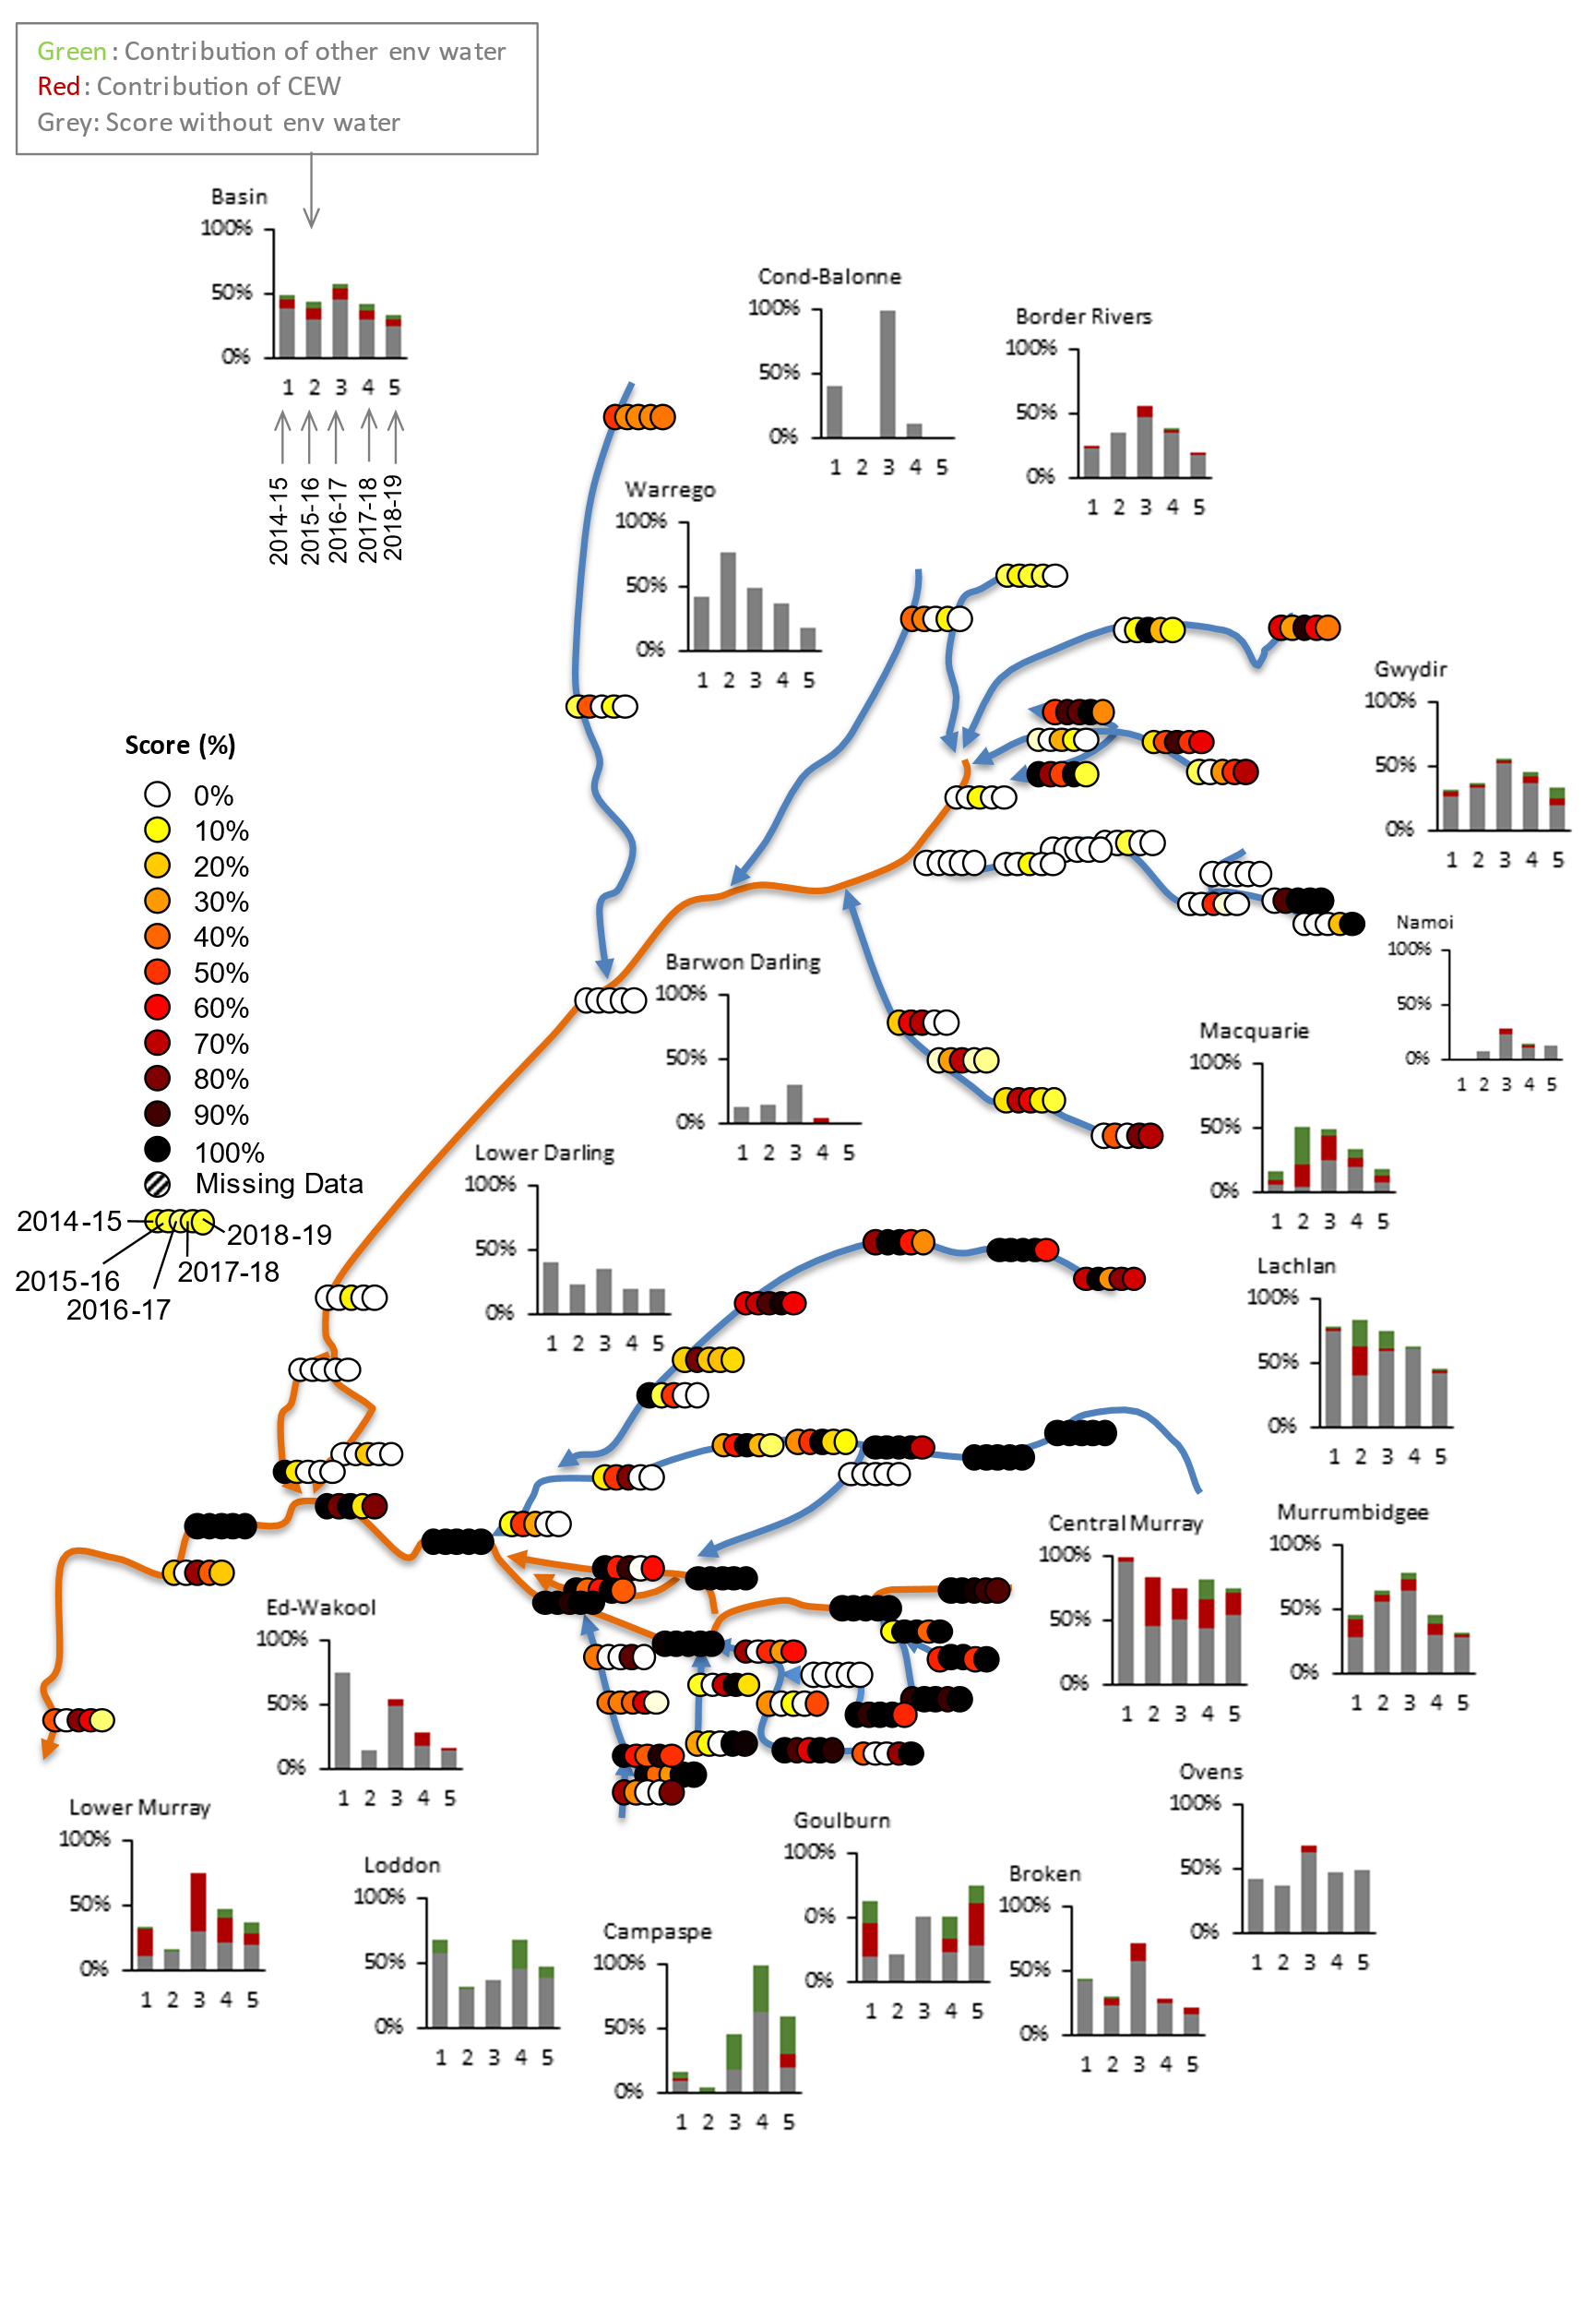 Green : Contribution of other env water
Red : Contribution of CEW
Grey: Score without env water
Basin
100%
50%
0%
1 2 3 4 5
2014-15
2015-16
2016-17
2017-18
2018-19
Cond-Balonne
100%
50%
0%
1 2 3 4 5
Border Rivers
100%
50%
0%
1 2 3 4 5
Warrego
100%
50%
0%
1 2 3 4 5
Gwydir
100%
50%
0%
1 2 3 4 5
Score (%)
0%
10%
20%
30%
40%
50%
60%
70%
80%
90%
100%
Missing Data
2014-15
2018-19
2015-16
2017-18
2016-17
Namoi
100%
50%
0%
1 2 3 4 5
Barwon Darling
100%
50%
0%
1 2 3 4 5
Macquarie
100%
50%
0%
1 2 3 4 5
Lower Darling
100%
50%
0%
1 2 3 4 5
Lachlan
100%
50%
0%
1 2 3 4 5
Central Murray
100%
50%
0%
1 2 3 4 5
Murrumbidgee
100%
50%
0%
1 2 3 4 5
Ed-Wakool
100%
50%
0%
1 2 3 4 5
Ovens
100%
50%
0%
1 2 3 4 5
Lower Murray
100%
50%
0%
1 2 3 4 5
Goulburn
100%
0%
0%
1 2 3 4 5
Loddon
100%
50%
0%
1 2 3 4 5
Broken
100%
50%
0%
1 2 3 4 5
Campaspe
100%
50%
0%
1 2 3 4 5